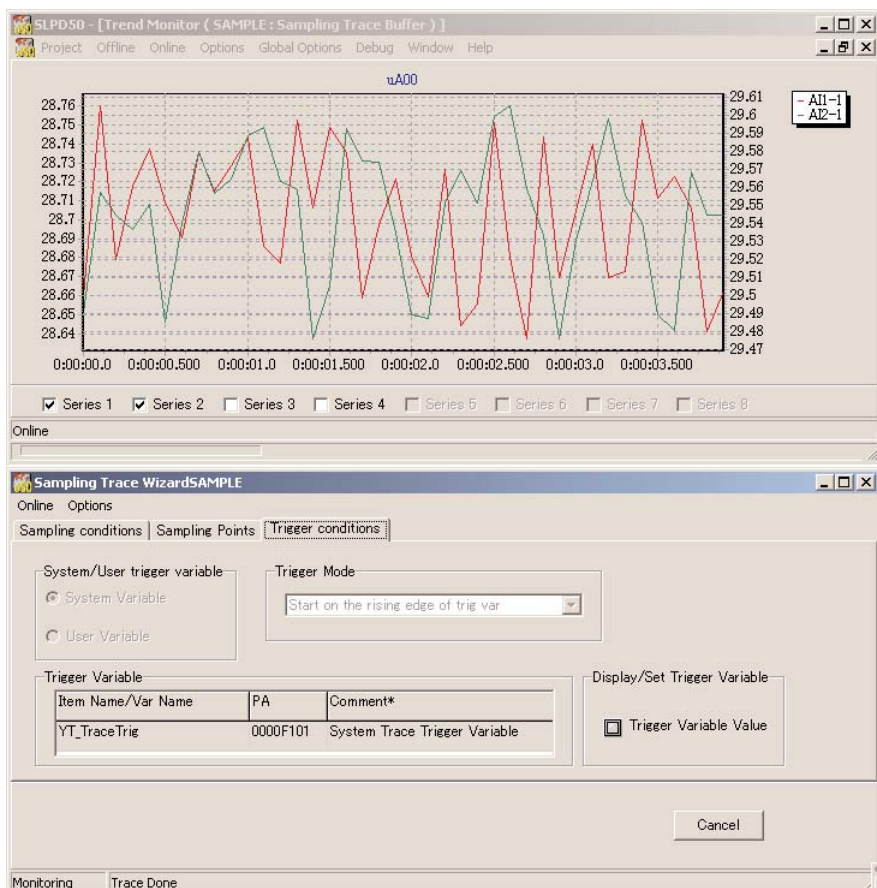 SLPD50 - [Trend Monitor ( SAMPLE : Sampling Trace Buffer ) ]
Project Offline Online Options Global Options Debug Window Help
uA00
28.76
28.75
28.74
28.73
28.72
28.71
28.7
28.69
28.68
28.67
28.66
28.65
28.64
29.61
29.6
29.59
29.58
29.57
29.56
29.55
29.54
29.53
29.52
29.51
29.5
29.49
29.48
29.47
AI1-1
AI2-1
0:00:00.0 0:00:00.500 0:00:01.0 0:00:01.500 0:00:02.0 0:00:02.500 0:00:03.0 0:00:03.500
Series 1 Series 2 Series 3 Series 4 Series 5 Series 6 Series 7 Series 8
Online
Sampling Trace WizardSAMPLE
Online Options
Sampling conditions Sampling Points Trigger conditions
System/User trigger variable
System Variable
User Variable
Trigger Mode
Start on the rising edge of trig var
Trigger Variable
Item Name/Var Name PA Comment*
YT_TraceTrig 0000F101 System Trace Trigger Variable
Display/Set Trigger Variable
Trigger Variable Value
Cancel
Monitoring Trace Done